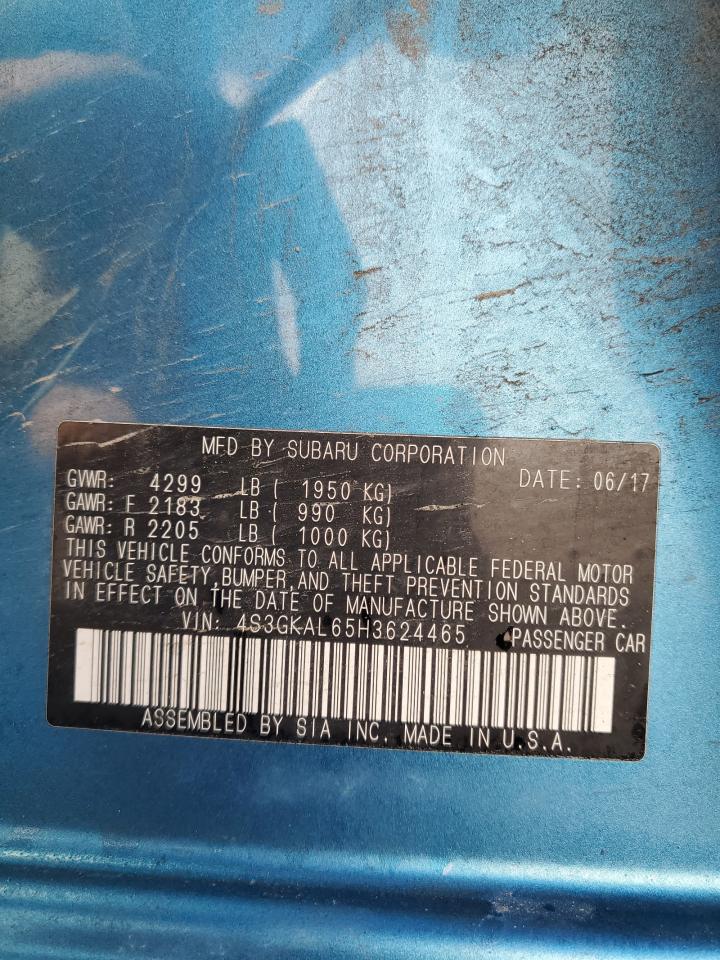 MFD BY SUBARU CORPORATION
DATE: 06/17
GVWR: 4299 LB ( 1950 KG)
GAWR: F 2183 LB ( 990 KG)
GAWR: R 2205 LB ( 1000 KG)
THIS VEHICLE CONFORMS TO ALL APPLICABLE FEDERAL MOTOR
VEHICLE SAFETY, BUMPER, AND THEFT PREVENTION STANDARDS
IN EFFECT ON THE DATE OF MANUFACTURE SHOWN ABOVE.
VIN: 4S3GKAL65H3624465 PASSENGER CAR
ASSEMBLED BY SIA INC. MADE IN U.S.A.